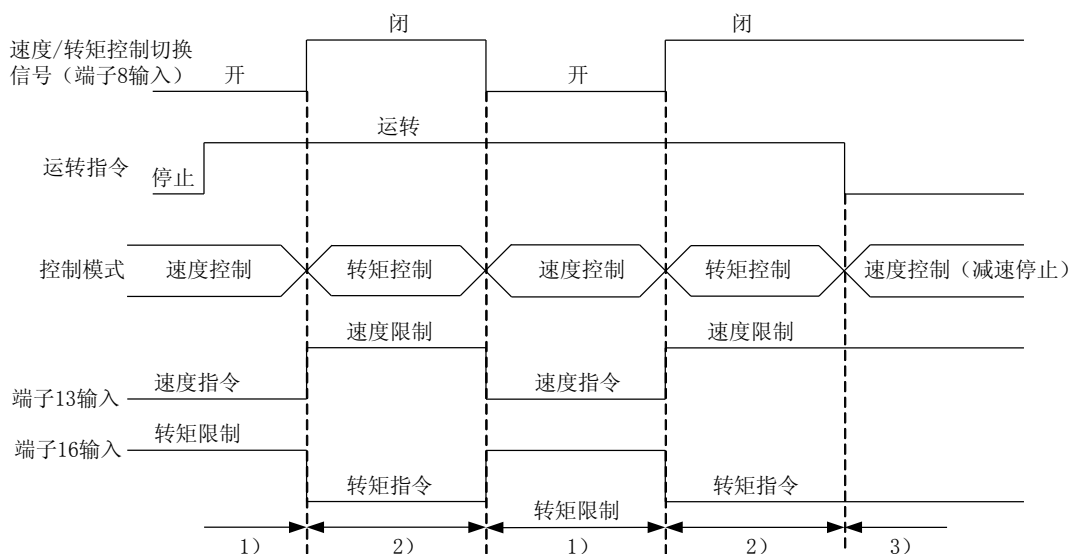 闭
闭
速度/转矩控制切换
信号（端子8输入）
开
开
运转
运转指令
停止
控制模式
速度控制
转矩控制
速度控制
转矩控制
速度控制（减速停止）
速度限制
速度限制
端子13输入
速度指令
速度指令
端子16输入
转矩限制
转矩指令
转矩指令
转矩限制
1）
2）
1）
2）
3）